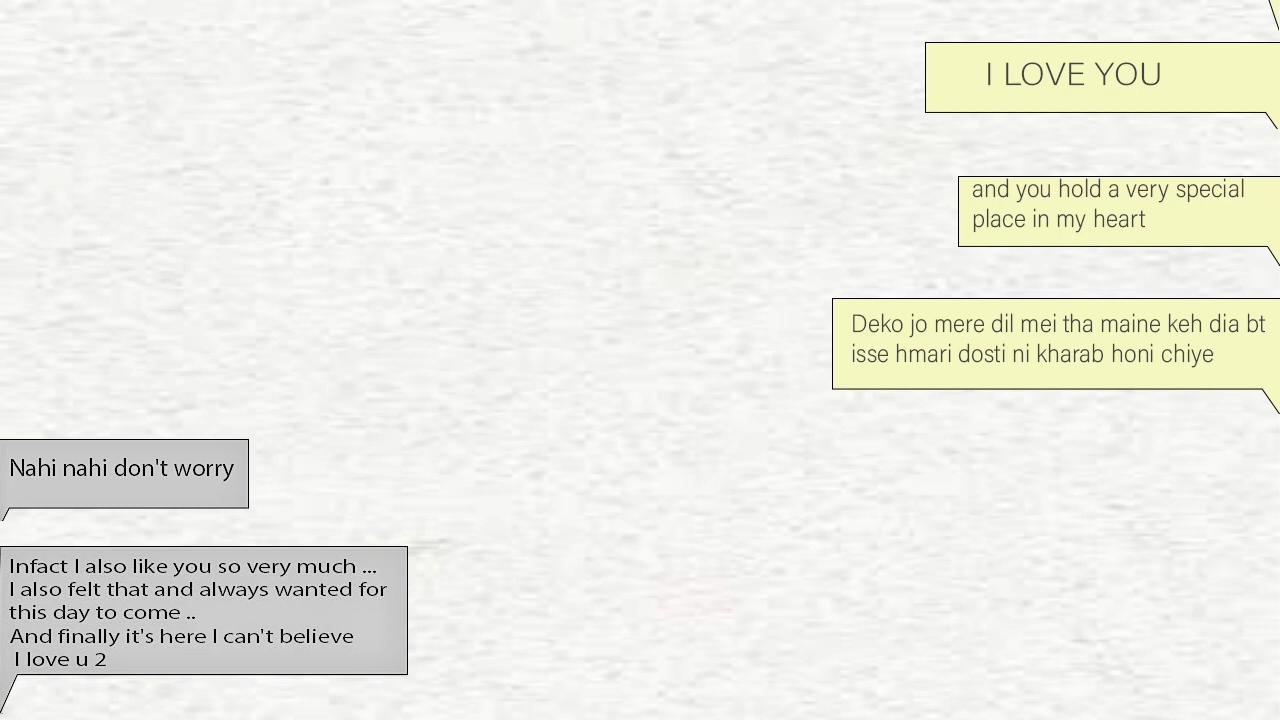 I LOVE YOU
and you hold a very special
place in my heart
Deko jo mere dil mei tha maine keh dia bt
isse hmari dosti ni kharab honi chiye
Nahi nahi don't worry
Infact I also like you so very much ...
I also felt that and always wanted for
this day to come ..
And finally it's here I can't believe
I love u 2